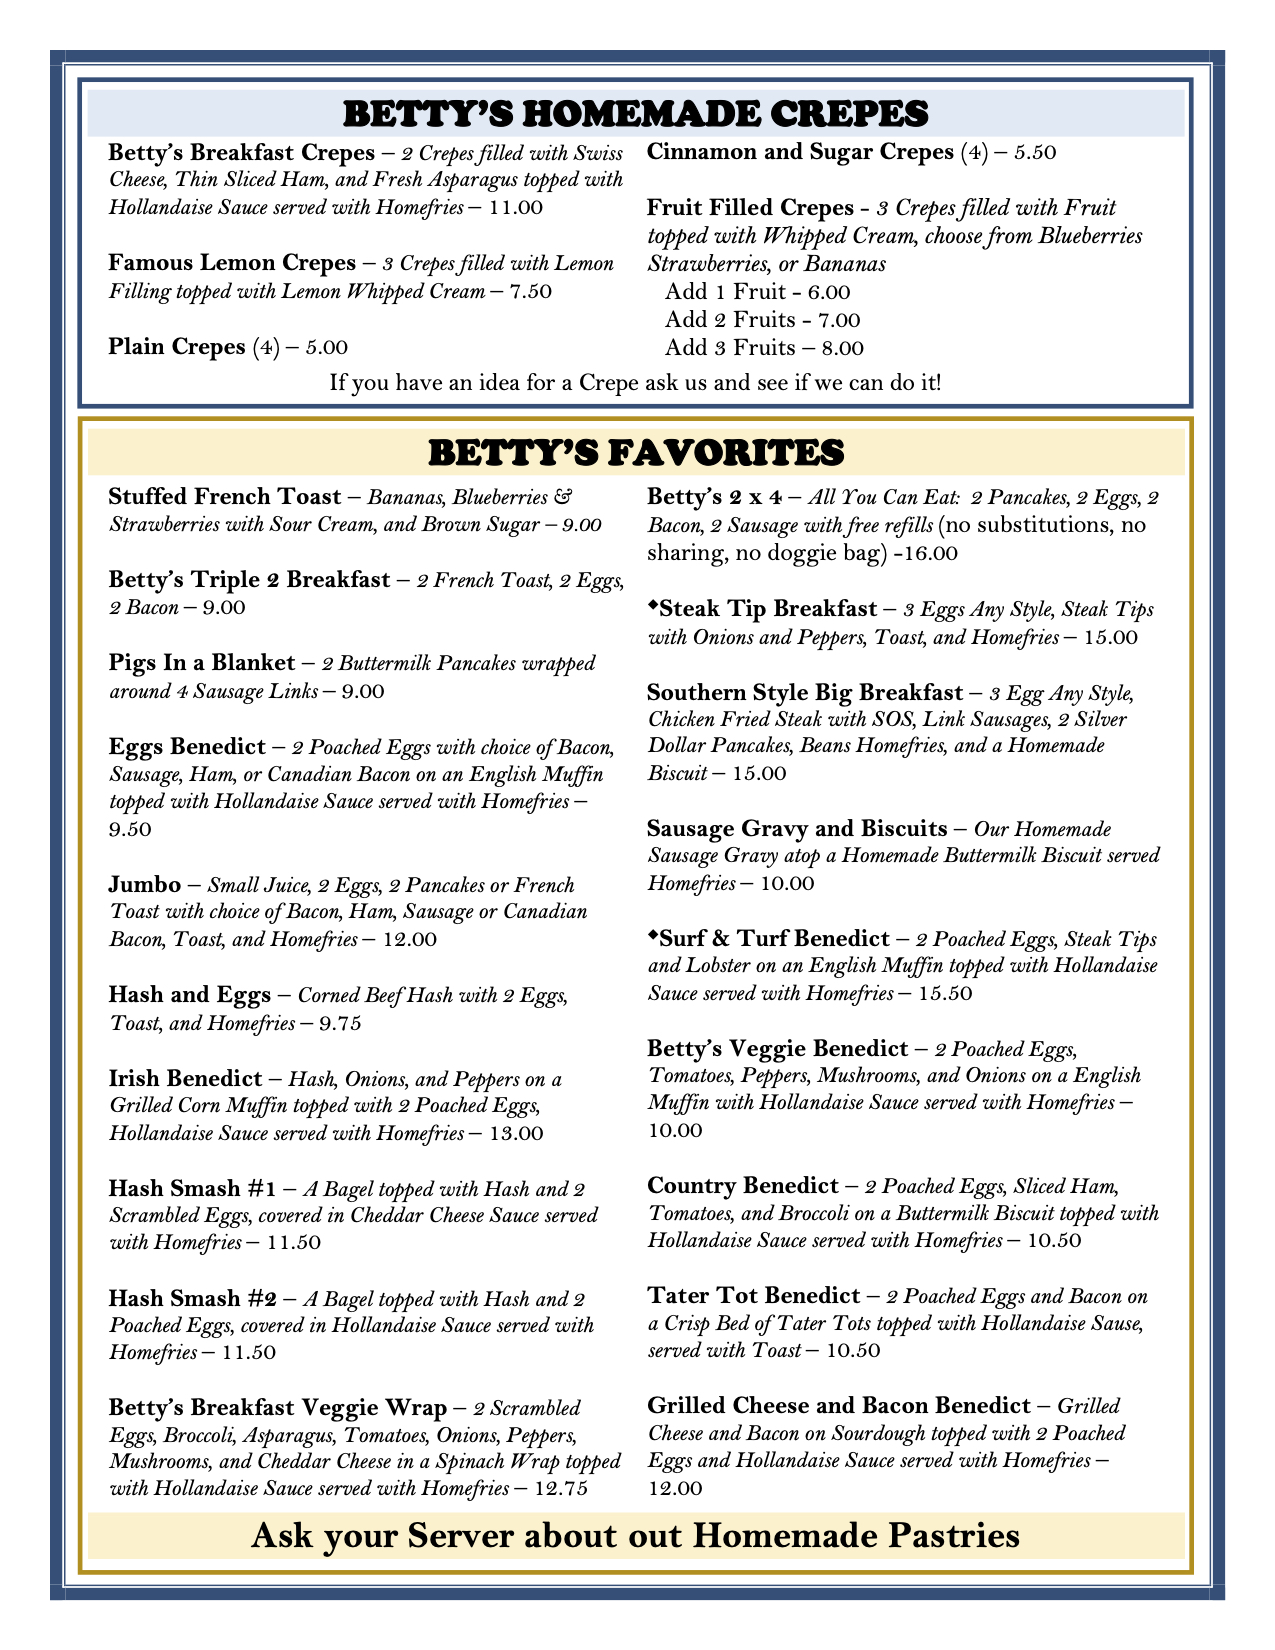 BETTY'S HOMEMADE CREPES
Betty's Breakfast Crepes – 2 Crepes filled with Swiss
Cheese, Thin Sliced Ham, and Fresh Asparagus topped with
Hollandaise Sauce served with Homefries – 11.00
Famous Lemon Crepes – 3 Crepes filled with Lemon
Filling topped with Lemon Whipped Cream – 7.50
Plain Crepes (4) – 5.00
Cinnamon and Sugar Crepes (4) – 5.50
Fruit Filled Crepes - 3 Crepes filled with Fruit
topped with Whipped Cream, choose from Blueberries
Strawberries, or Bananas
Add 1 Fruit - 6.00
Add 2 Fruits - 7.00
Add 3 Fruits – 8.00
If you have an idea for a Crepe ask us and see if we can do it!
BETTY'S FAVORITES
Stuffed French Toast – Bananas, Blueberries &
Strawberries with Sour Cream, and Brown Sugar – 9.00
Betty's Triple 2 Breakfast – 2 French Toast, 2 Eggs,
2 Bacon – 9.00
Pigs In a Blanket – 2 Buttermilk Pancakes wrapped
around 4 Sausage Links – 9.00
Eggs Benedict – 2 Poached Eggs with choice of Bacon,
Sausage, Ham, or Canadian Bacon on an English Muffin
topped with Hollandaise Sauce served with Homefries –
9.50
Jumbo – Small Juice, 2 Eggs, 2 Pancakes or French
Toast with choice of Bacon, Ham, Sausage or Canadian
Bacon, Toast, and Homefries – 12.00
Hash and Eggs – Corned Beef Hash with 2 Eggs,
Toast, and Homefries – 9.75
Irish Benedict – Hash, Onions, and Peppers on a
Grilled Corn Muffin topped with 2 Poached Eggs,
Hollandaise Sauce served with Homefries – 13.00
Hash Smash #1 – A Bagel topped with Hash and 2
Scrambled Eggs, covered in Cheddar Cheese Sauce served
with Homefries – 11.50
Hash Smash #2 – A Bagel topped with Hash and 2
Poached Eggs, covered in Hollandaise Sauce served with
Homefries – 11.50
Betty's Breakfast Veggie Wrap – 2 Scrambled
Eggs, Broccoli, Asparagus, Tomatoes, Onions, Peppers,
Mushrooms, and Cheddar Cheese in a Spinach Wrap topped
with Hollandaise Sauce served with Homefries – 12.75
Betty's 2 x 4 – All You Can Eat: 2 Pancakes, 2 Eggs, 2
Bacon, 2 Sausage with free refills (no substitutions, no
sharing, no doggie bag) -16.00
◆Steak Tip Breakfast – 3 Eggs Any Style, Steak Tips
with Onions and Peppers, Toast, and Homefries – 15.00
Southern Style Big Breakfast – 3 Egg Any Style,
Chicken Fried Steak with SOS, Link Sausages, 2 Silver
Dollar Pancakes, Beans Homefries, and a Homemade
Biscuit – 15.00
Sausage Gravy and Biscuits – Our Homemade
Sausage Gravy atop a Homemade Buttermilk Biscuit served
Homefries – 10.00
◆Surf & Turf Benedict – 2 Poached Eggs, Steak Tips
and Lobster on an English Muffin topped with Hollandaise
Sauce served with Homefries – 15.50
Betty's Veggie Benedict – 2 Poached Eggs,
Tomatoes, Peppers, Mushrooms, and Onions on a English
Muffin with Hollandaise Sauce served with Homefries –
10.00
Country Benedict – 2 Poached Eggs, Sliced Ham,
Tomatoes, and Broccoli on a Buttermilk Biscuit topped with
Hollandaise Sauce served with Homefries – 10.50
Tater Tot Benedict – 2 Poached Eggs and Bacon on
a Crisp Bed of Tater Tots topped with Hollandaise Sause,
served with Toast – 10.50
Grilled Cheese and Bacon Benedict – Grilled
Cheese and Bacon on Sourdough topped with 2 Poached
Eggs and Hollandaise Sauce served with Homefries –
12.00
Ask your Server about out Homemade Pastries